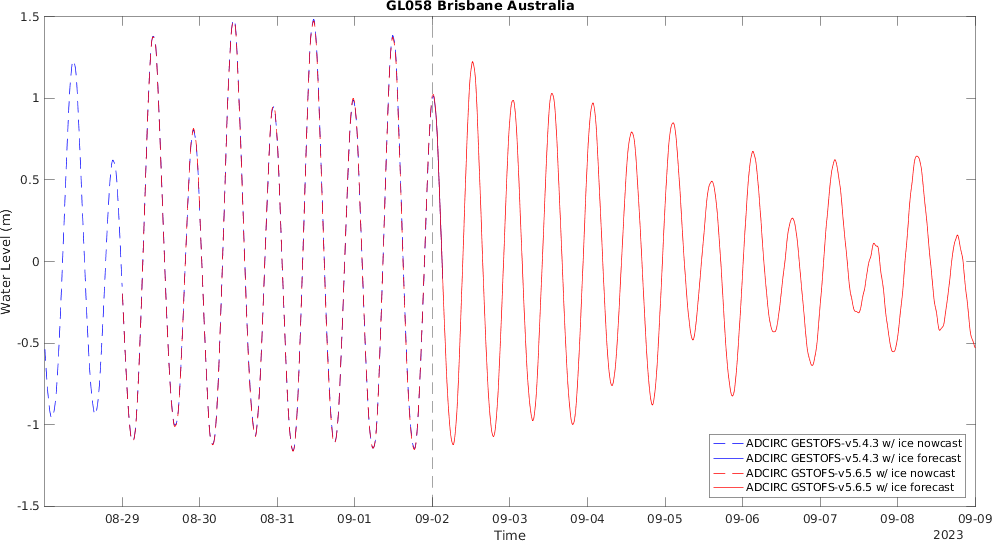 GL058 Brisbane Australia
1.5
1
0.5
0
-0.5
-1
-1.5
Water Level (m)
08-29 08-30 08-31 09-01 09-02 09-03 09-04 09-05 09-06 09-07 09-08 09-09
Time
2023
ADCIRC GESTOFS-v5.4.3 w/ ice nowcast
ADCIRC GESTOFS-v5.4.3 w/ ice forecast
ADCIRC GSTOFS-v5.6.5 w/ ice nowcast
ADCIRC GSTOFS-v5.6.5 w/ ice forecast